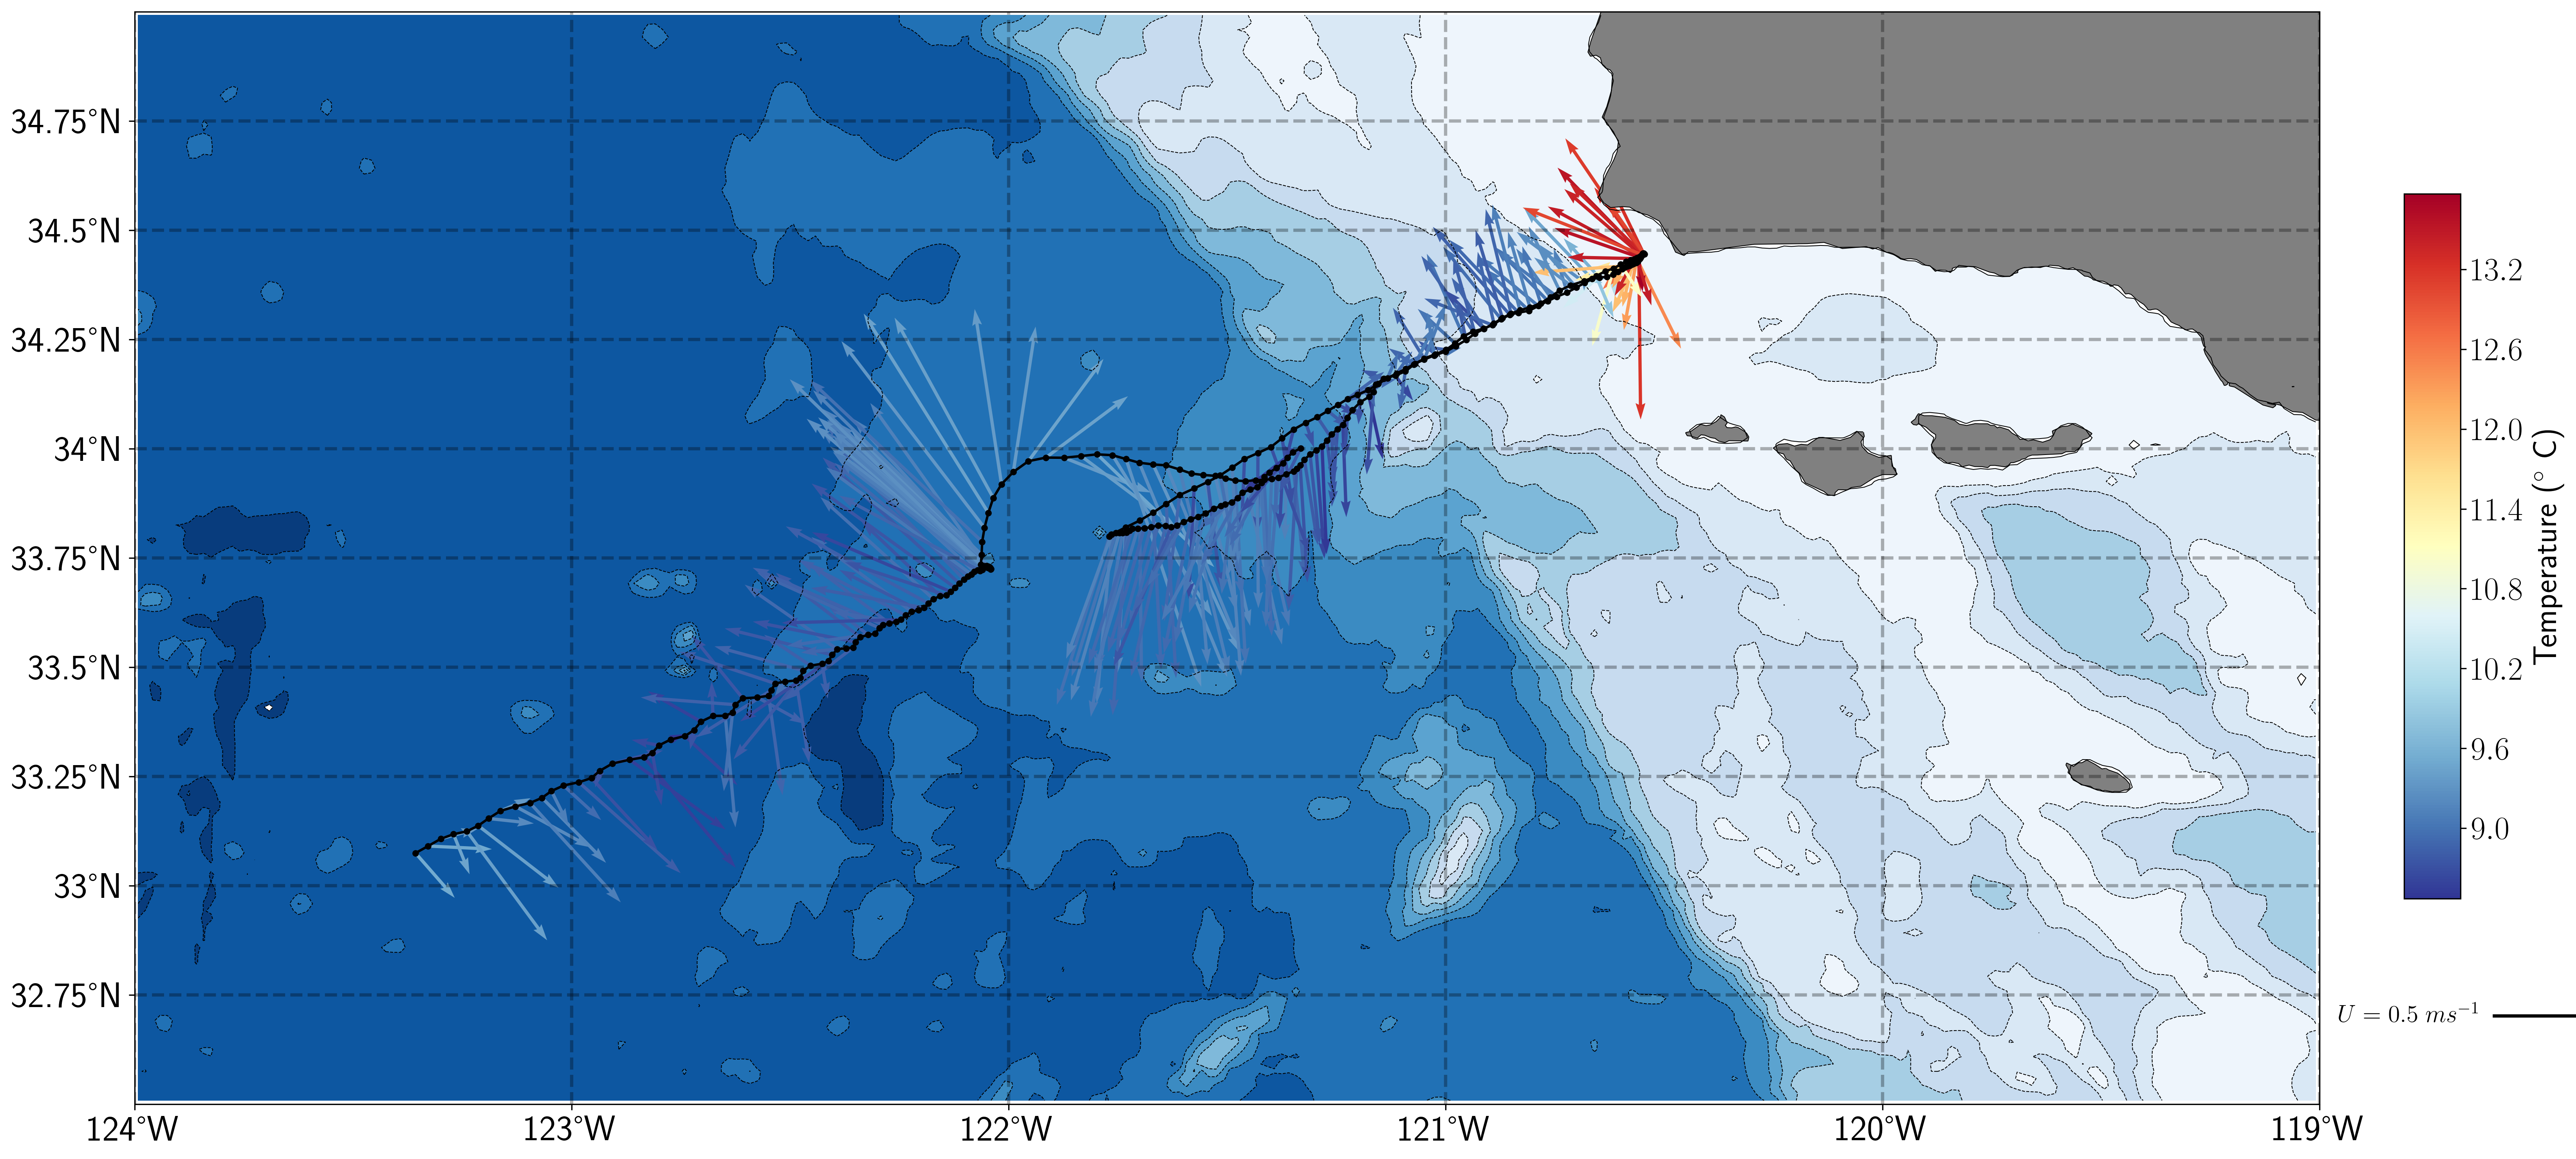 34.75°N
34.5°N
34.25°N
34°N
33.75°N
33.5°N
33.25°N
33°N
32.75°N
124°W
123°W
122°W
121°W
120°W
119°W
13.2
12.6
12.0
11.4
10.8
10.2
9.6
9.0
Temperature (° C)
U = 0.5 ms⁻¹